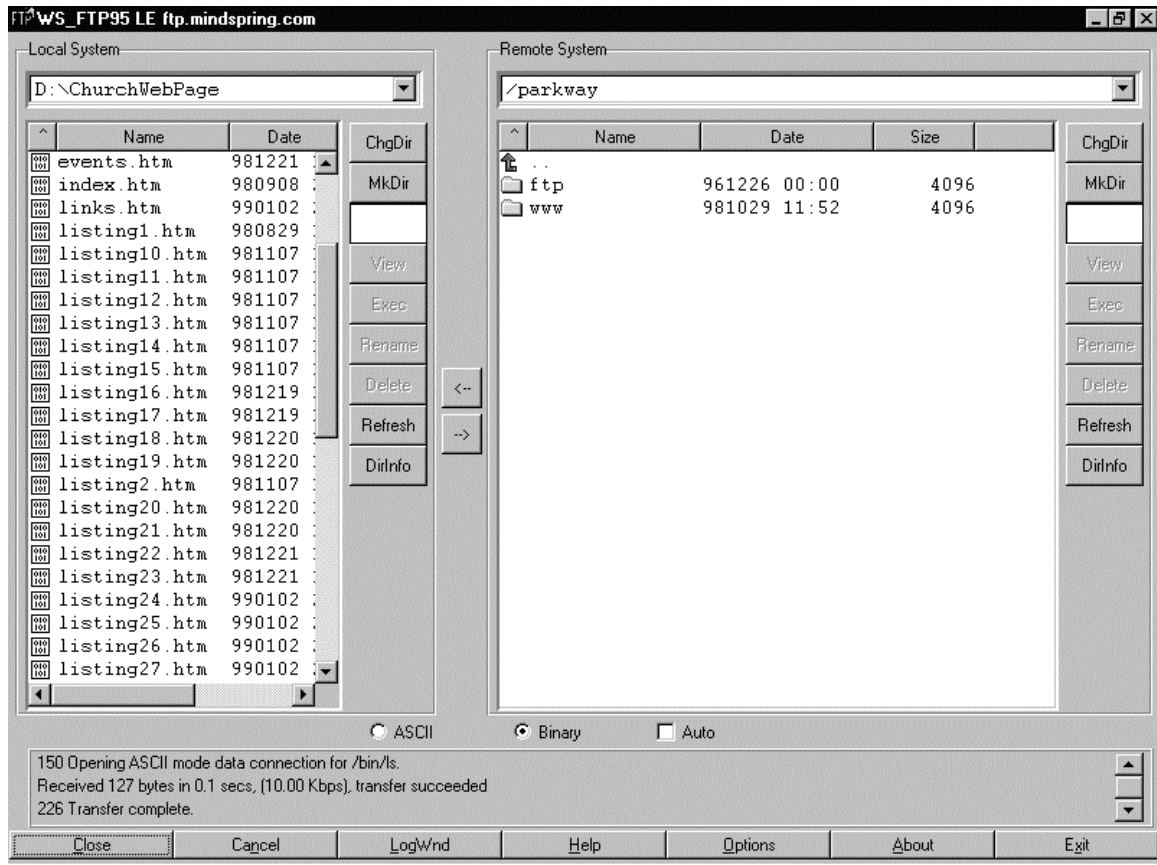 WS_FTP95 LE ftp.mindspring.com
Local System
D:\ChurchWebPage
^ Name Date
events.htm 981221
index.htm 980908
links.htm 990102
listing1.htm 980829
listing10.htm 981107
listing11.htm 981107
listing12.htm 981107
listing13.htm 981107
listing14.htm 981107
listing15.htm 981107
listing16.htm 981219
listing17.htm 981219
listing18.htm 981220
listing19.htm 981220
listing2.htm 981107
listing20.htm 981220
listing21.htm 981220
listing22.htm 981221
listing23.htm 981221
listing24.htm 990102
listing25.htm 990102
listing26.htm 990102
listing27.htm 990102
ChgDir
MkDir
View
Exec
Rename
Delete
Refresh
DirInfo
<--
-->
Remote System
/parkway
^ Name Date Size
..
ftp 961226 00:00 4096
www 981029 11:52 4096
ChgDir
MkDir
View
Exec
Rename
Delete
Refresh
DirInfo
ASCII Binary Auto
150 Opening ASCII mode data connection for /bin/ls.
Received 127 bytes in 0.1 secs, (10.00 Kbps), transfer succeeded
226 Transfer complete.
Close Cancel LogWnd Help Options About Exit